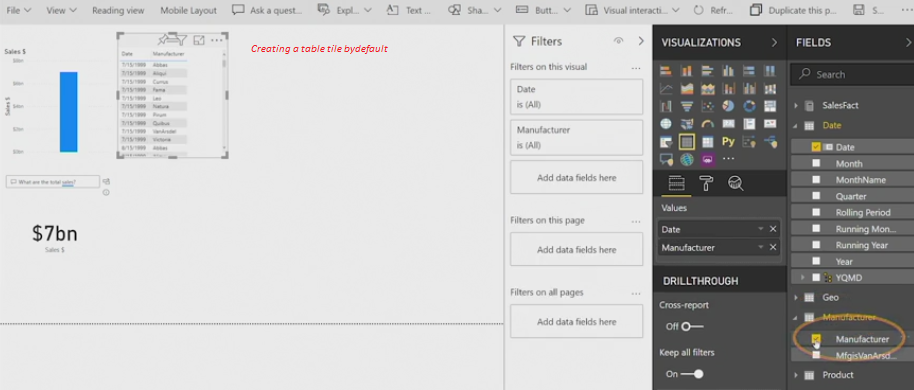 File View Reading view Mobile Layout Ask a quest... Expl... Text ... Sha... Butt... Visual interacti... Refr... Duplicate this p... S...
Sales $
$8bn
Sales $
What are the total sales?
$7bn
Sales $
Date Manufacturer
7/15/1999 Abbas
7/15/1999 Aliqui
7/15/1999 Currus
7/15/1999 Fama
7/15/1999 Leo
7/15/1999 Natura
7/15/1999 Pirum
7/15/1999 Quibus
7/15/1999 VanArsdel
7/15/1999 Victoria
8/15/1999 Abbas
Creating a table tile bydefault
Filters
Filters on this visual ...
Date
is (All)
Manufacturer
is (All)
Add data fields here
Filters on this page ...
Add data fields here
Filters on all pages ...
Add data fields here
VISUALIZATIONS
Py
...
Values
Date
Manufacturer
DRILLTHROUGH
Cross-report
Off
Keep all filters
On
FIELDS
Search
SalesFact
Date
Date
Month
MonthName
Quarter
Rolling Period
Running Mon...
Running Year
Year
YQMD
Geo
Manufacturer
Manufacturer
MfgisVanArsd...
Product